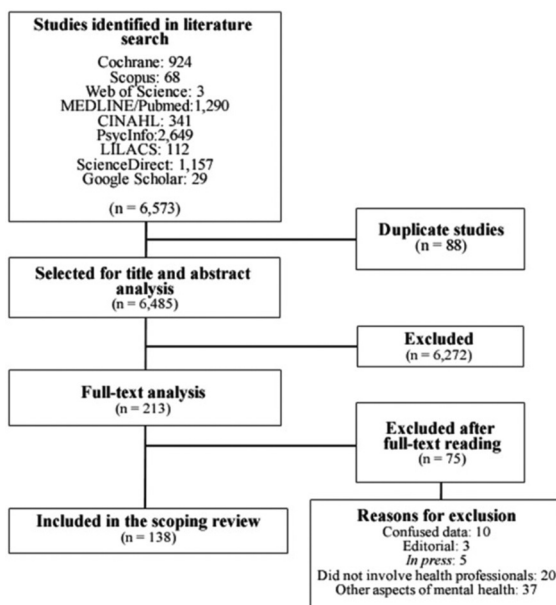 Studies identified in literature
search
Cochrane: 924
Scopus: 68
Web of Science: 3
MEDLINE/Pubmed:1,290
CINAHL: 341
PsycInfo:2,649
LILACS: 112
ScienceDirect: 1,157
Google Scholar: 29
(n = 6,573)
Duplicate studies
(n = 88)
Selected for title and abstract
analysis
(n = 6,485)
Excluded
(n = 6,272)
Full-text analysis
(n = 213)
Excluded after
full-text reading
(n = 75)
Included in the scoping review
(n = 138)
Reasons for exclusion
Confused data: 10
Editorial: 3
In press: 5
Did not involve health professionals: 20
Other aspects of mental health: 37